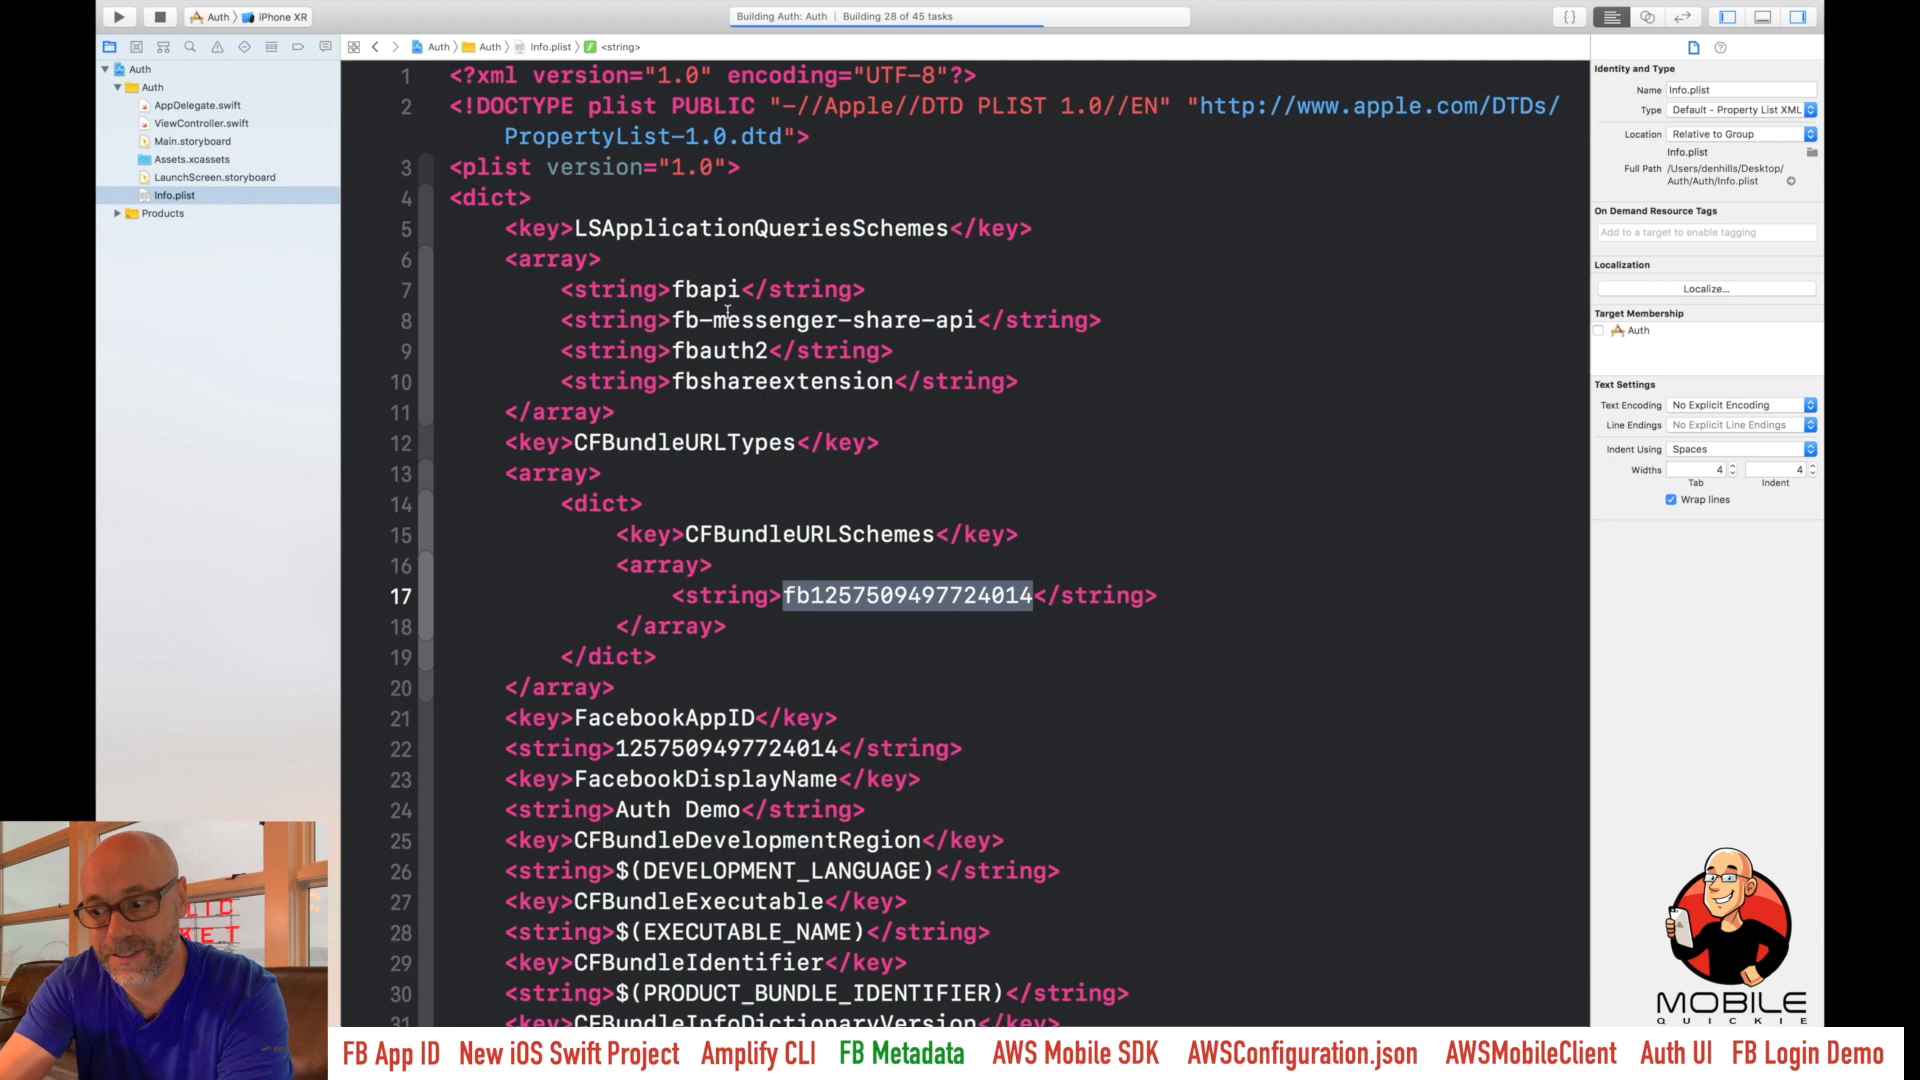 Auth
iPhone XR
Building Auth: Auth | Building 28 of 45 tasks
{ }
Auth
Auth
Info.plist
<string>
Auth
Auth
AppDelegate.swift
ViewController.swift
Main.storyboard
Assets.xcassets
LaunchScreen.storyboard
Info.plist
Products
1 <?xml version="1.0" encoding="UTF-8"?>
2 <!DOCTYPE plist PUBLIC "-//Apple//DTD PLIST 1.0//EN" "http://www.apple.com/DTDs/
PropertyList-1.0.dtd">
3 <plist version="1.0">
4 <dict>
5 <key>LSApplicationQueriesSchemes</key>
6 <array>
7 <string>fbapi</string>
8 <string>fb-messenger-share-api</string>
9 <string>fbauth2</string>
10 <string>fbshareextension</string>
11 </array>
12 <key>CFBundleURLTypes</key>
13 <array>
14 <dict>
15 <key>CFBundleURLSchemes</key>
16 <array>
17 <string>fb1257509497724014</string>
18 </array>
19 </dict>
20 </array>
21 <key>FacebookAppID</key>
22 <string>1257509497724014</string>
23 <key>FacebookDisplayName</key>
24 <string>Auth Demo</string>
25 <key>CFBundleDevelopmentRegion</key>
26 <string>$(DEVELOPMENT_LANGUAGE)</string>
27 <key>CFBundleExecutable</key>
28 <string>$(EXECUTABLE_NAME)</string>
29 <key>CFBundleIdentifier</key>
30 <string>$(PRODUCT_BUNDLE_IDENTIFIER)</string>
31 <key>CFBundleInfoDictionaryVersion</key>
Identity and Type
Name Info.plist
Type Default - Property List XML
Location Relative to Group
Info.plist
Full Path /Users/denhills/Desktop/
Auth/Auth/Info.plist
On Demand Resource Tags
Add to a target to enable tagging
Localization
Localize...
Target Membership
Auth
Text Settings
Text Encoding No Explicit Encoding
Line Endings No Explicit Line Endings
Indent Using Spaces
Widths 4 4
Tab Indent
Wrap lines
LIC
KET
MOBILE
QUICKIE
FB App ID New iOS Swift Project Amplify CLI FB Metadata AWS Mobile SDK AWSConfiguration.json AWSMobileClient Auth UI FB Login Demo